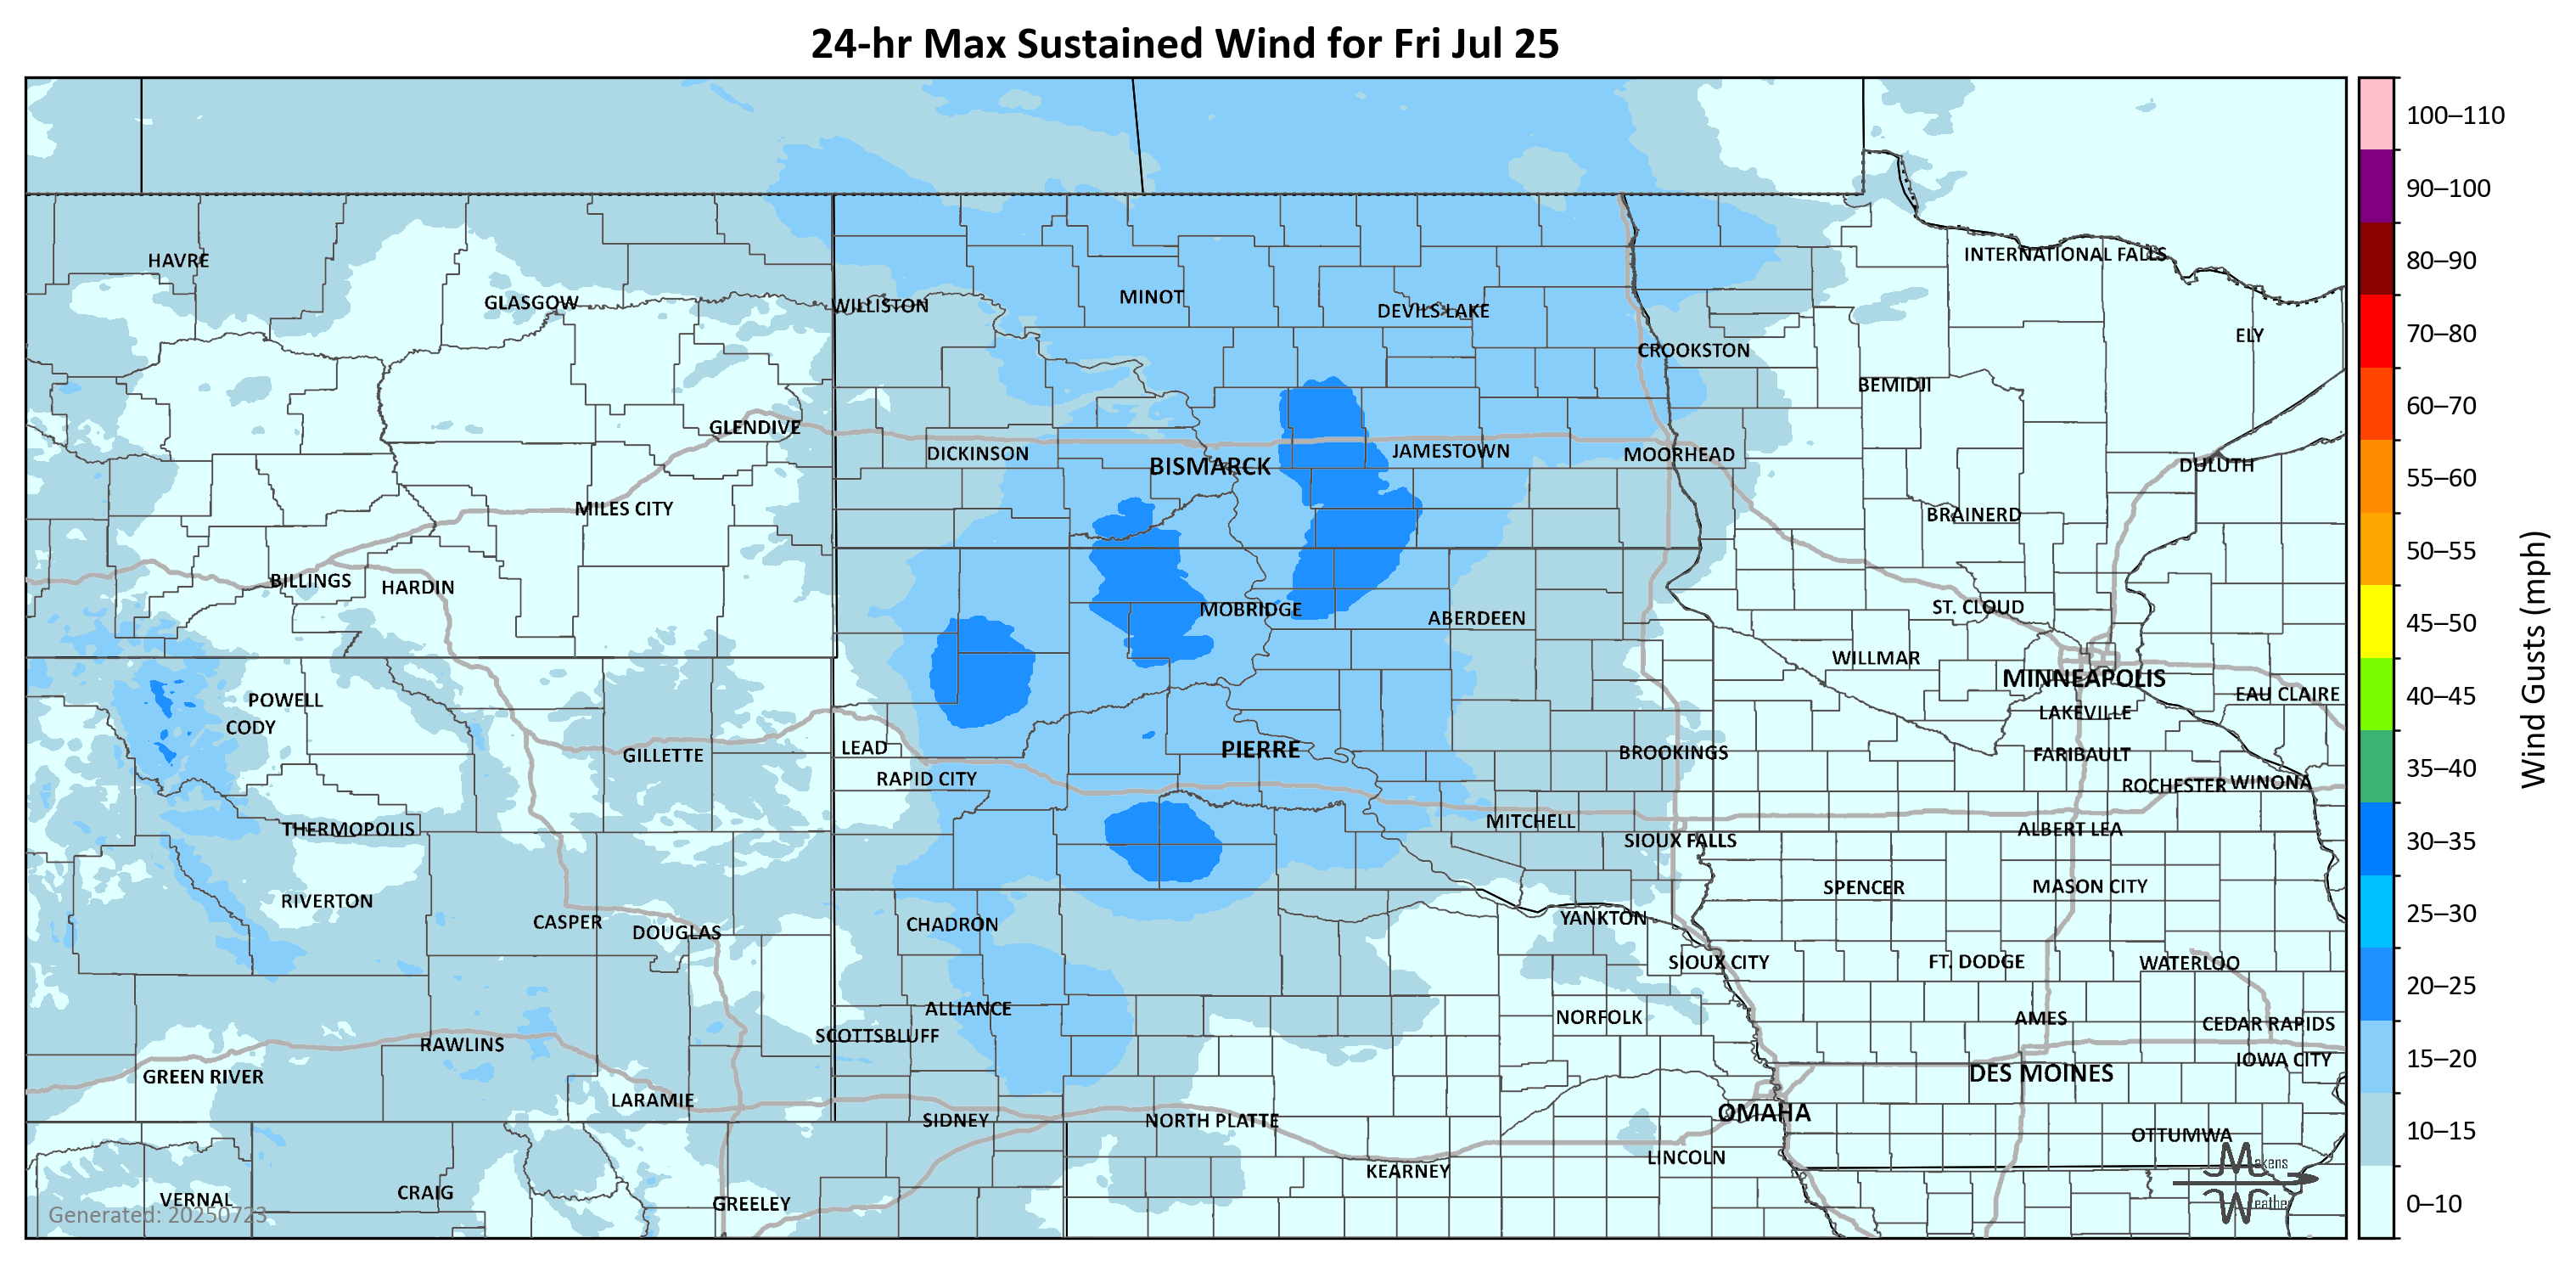 24-hr Max Sustained Wind for Fri Jul 25
100–110
90–100
80–90
70–80
60–70
55–60
50–55
45–50
40–45
35–40
30–35
25–30
20–25
15–20
10–15
0–10
Wind Gusts (mph)
HAVRE
GLASGOW
WILLISTON
MINOT
DEVILS LAKE
INTERNATIONAL FALLS
CROOKSTON
ELY
BEMIDJI
GLENDIVE
DICKINSON
BISMARCK
JAMESTOWN
MOORHEAD
DULUTH
MILES CITY
BRAINERD
BILLINGS
HARDIN
MOBRIDGE
ABERDEEN
ST. CLOUD
WILLMAR
MINNEAPOLIS
EAU CLAIRE
POWELL
CODY
LAKEVILLE
GILLETTE
LEAD
PIERRE
BROOKINGS
FARIBAULT
RAPID CITY
ROCHESTER
WINONA
THERMOPOLIS
MITCHELL
ALBERT LEA
SIOUX FALLS
RIVERTON
SPENCER
MASON CITY
CASPER
DOUGLAS
CHADRON
YANKTON
SIOUX CITY
FT. DODGE
WATERLOO
ALLIANCE
NORFOLK
AMES
CEDAR RAPIDS
SCOTTSBLUFF
RAWLINS
IOWA CITY
GREEN RIVER
DES MOINES
LARAMIE
SIDNEY
NORTH PLATTE
OMAHA
OTTUMWA
LINCOLN
KEARNEY
VERNAL
CRAIG
GREELEY
Generated: 20250723
Makens
Weather